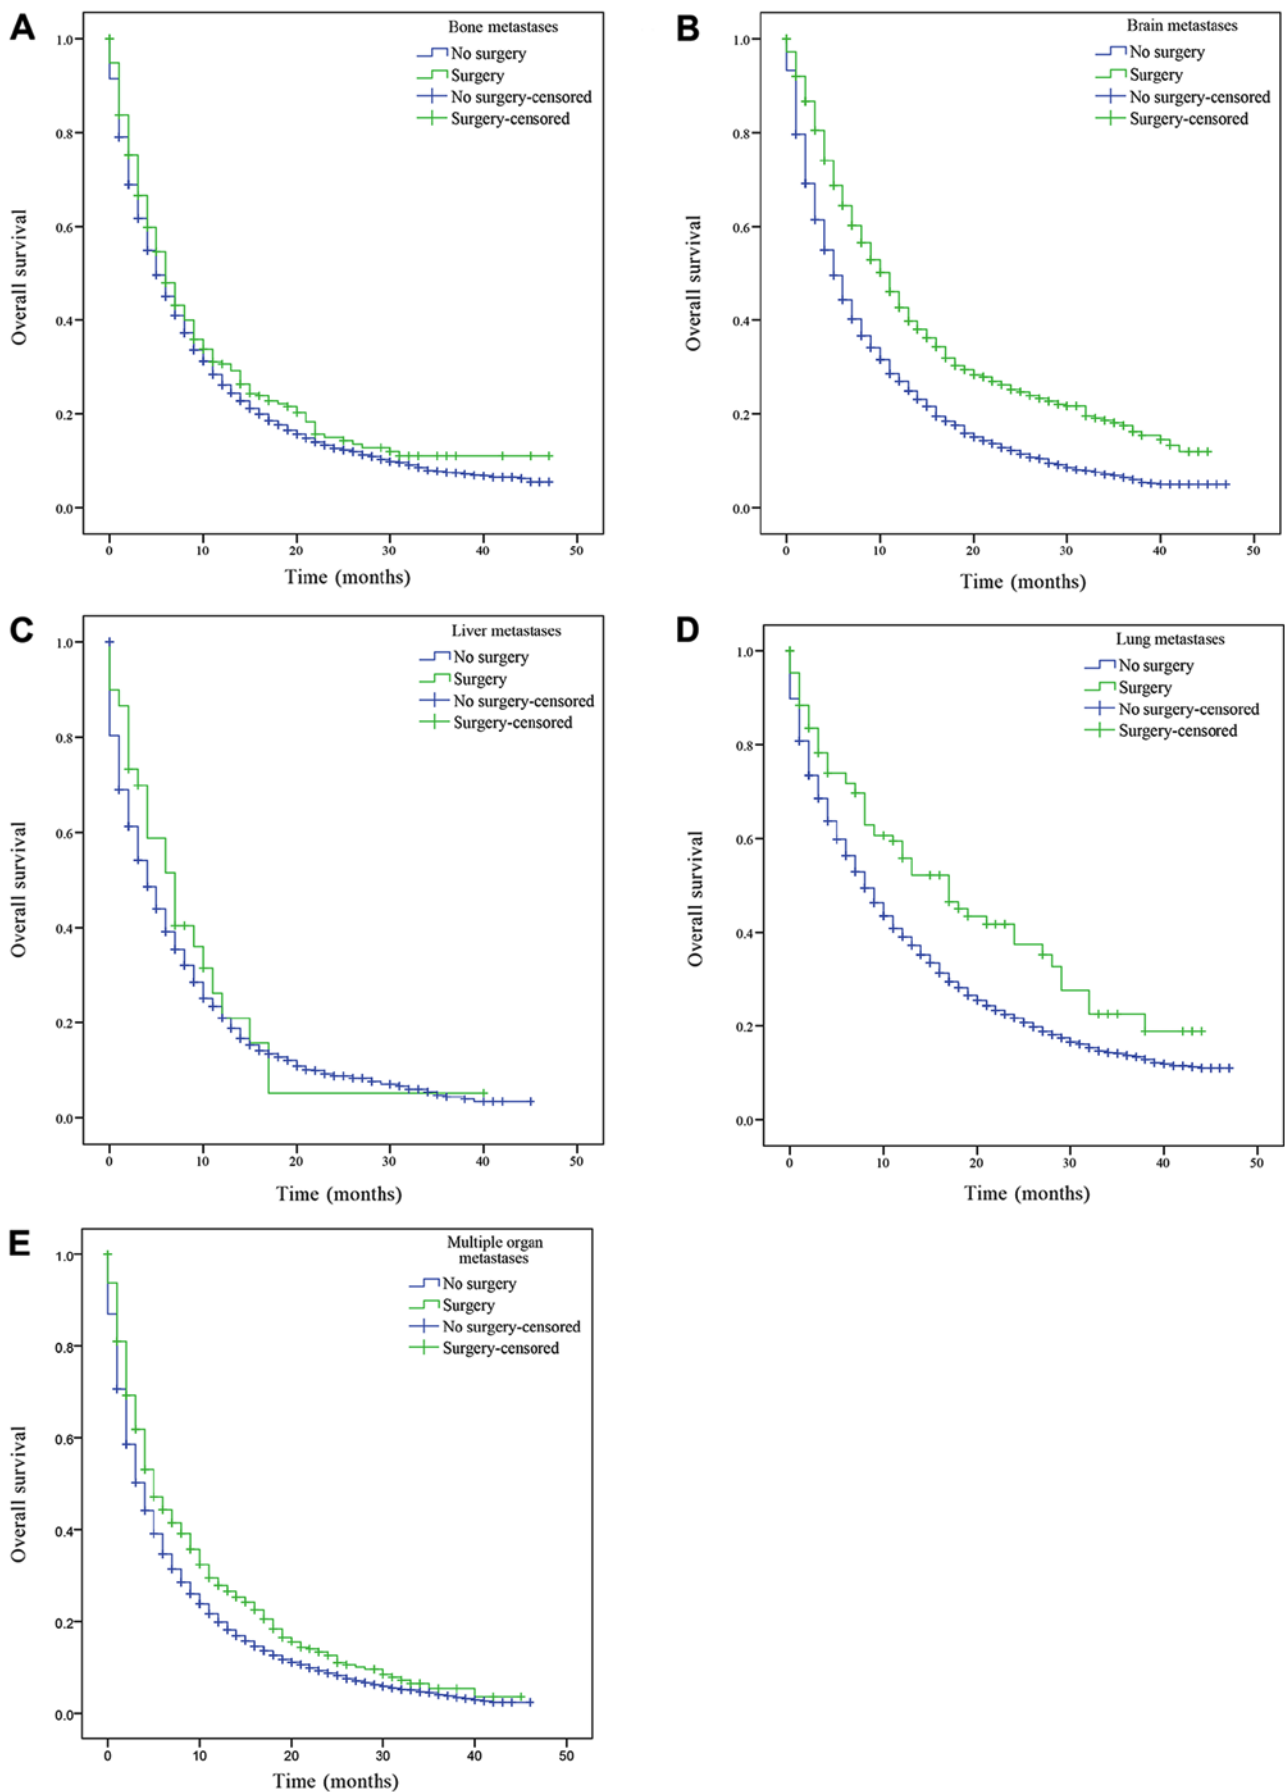 A
Bone metastases
No surgery
Surgery
No surgery-censored
Surgery-censored
Overall survival
1.0
0.8
0.6
0.4
0.2
0.0
0 10 20 30 40 50
Time (months)
B
Brain metastases
No surgery
Surgery
No surgery-censored
Surgery-censored
Overall survival
1.0
0.8
0.6
0.4
0.2
0.0
0 10 20 30 40 50
Time (months)
C
Liver metastases
No surgery
Surgery
No surgery-censored
Surgery-censored
Overall survival
1.0
0.8
0.6
0.4
0.2
0.0
0 10 20 30 40 50
Time (months)
D
Lung metastases
No surgery
Surgery
No surgery-censored
Surgery-censored
Overall survival
1.0
0.8
0.6
0.4
0.2
0.0
0 10 20 30 40 50
Time (months)
E
Multiple organ
metastases
No surgery
Surgery
No surgery-censored
Surgery-censored
Overall survival
1.0
0.8
0.6
0.4
0.2
0.0
0 10 20 30 40 50
Time (months)